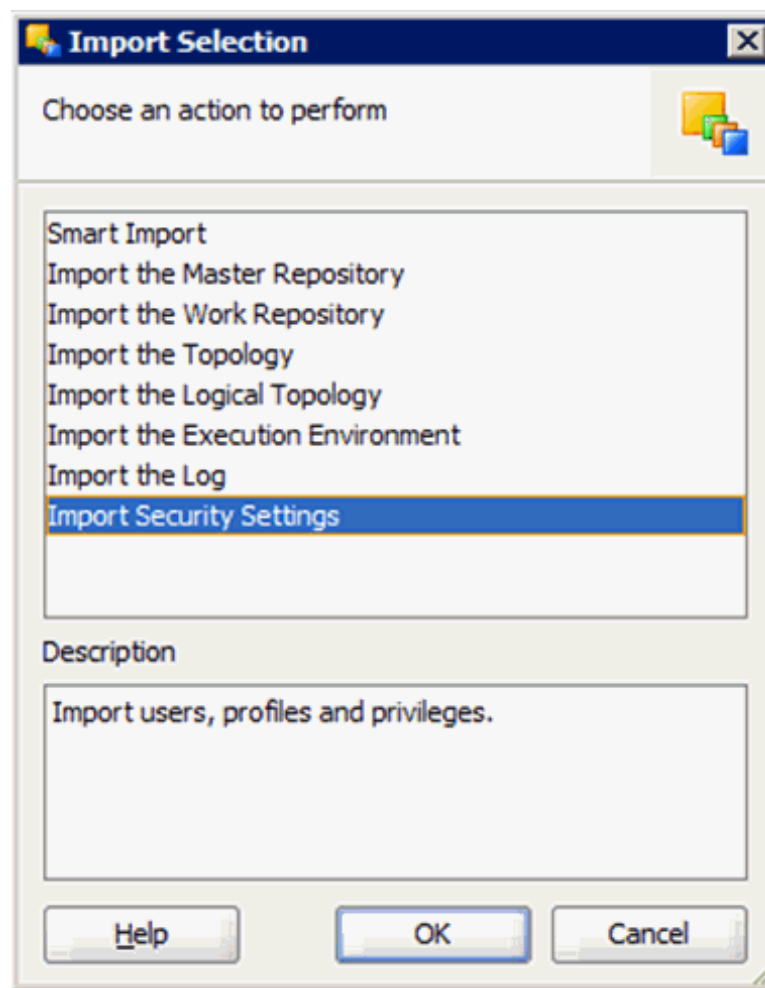 Import Selection
Choose an action to perform
Smart Import
Import the Master Repository
Import the Work Repository
Import the Topology
Import the Logical Topology
Import the Execution Environment
Import the Log
Import Security Settings
Description
Import users, profiles and privileges.
Help OK Cancel